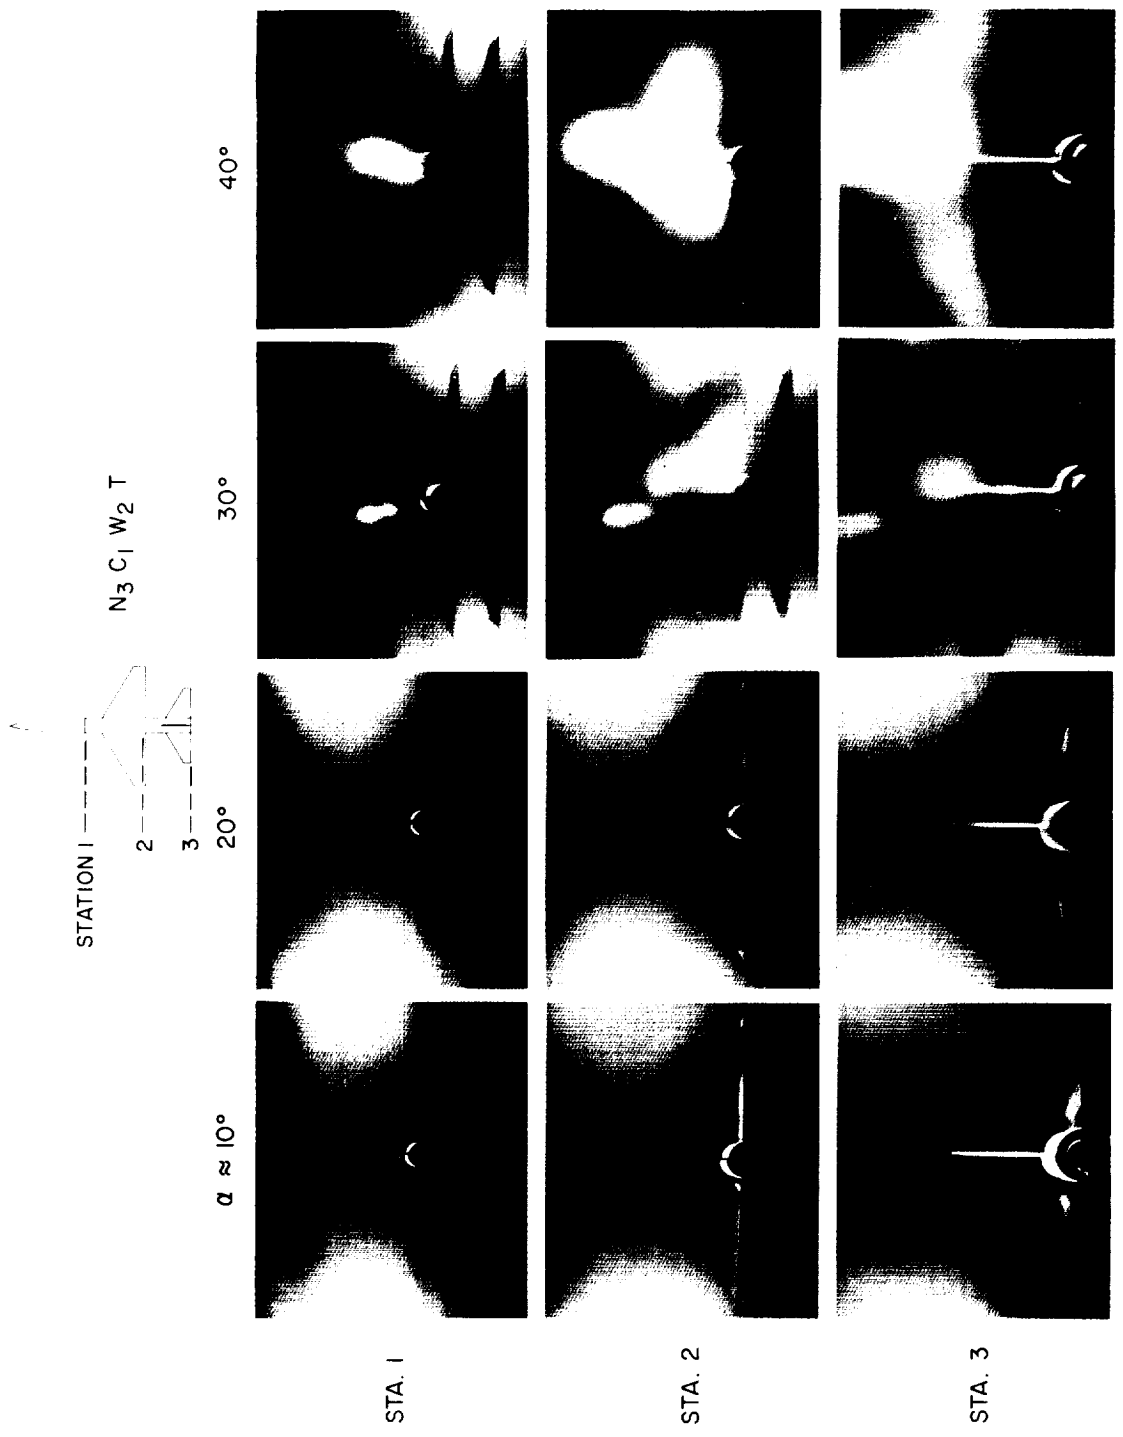 N3 C1 W2 T
STATION 1
2
3
α ≈ 10° 20° 30° 40°
STA. 1
STA. 2
STA. 3